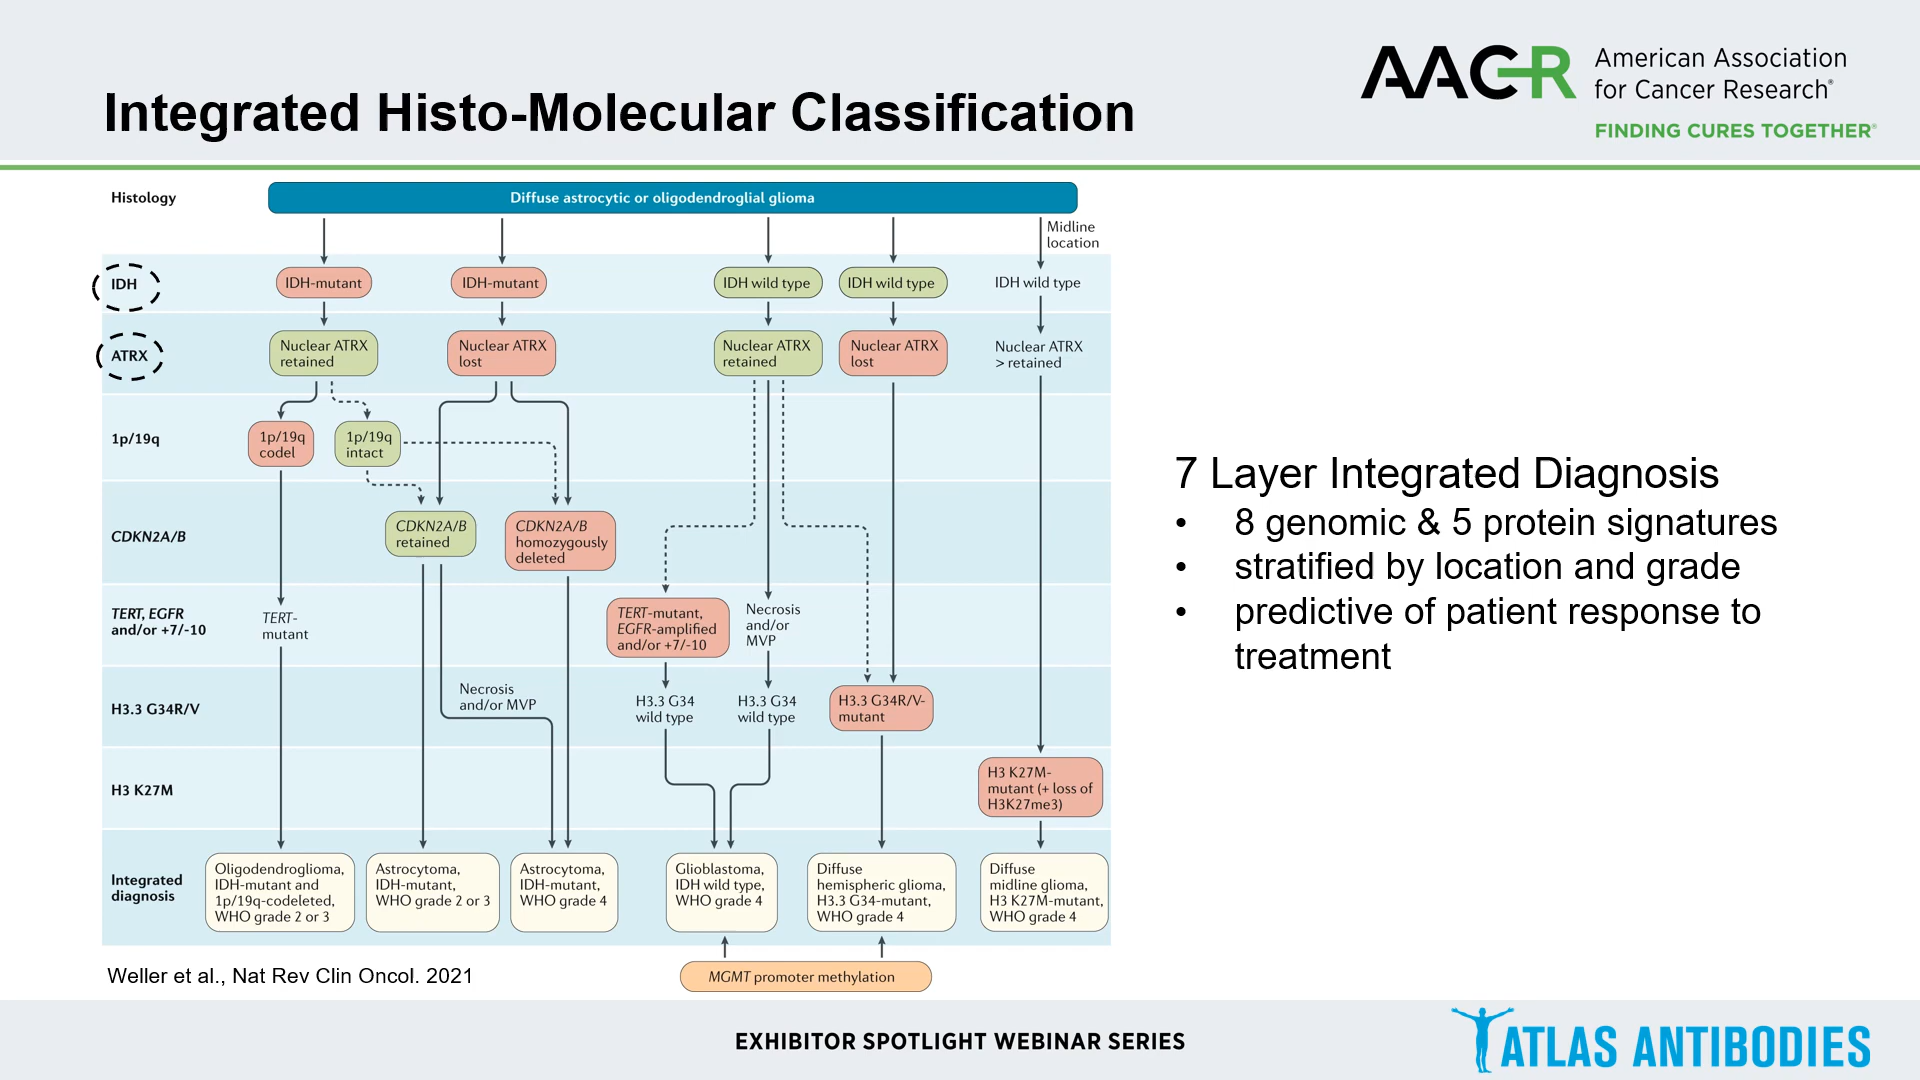 Integrated Histo-Molecular Classification
AACR
American Association
for Cancer Research®
FINDING CURES TOGETHER®
Histology
Diffuse astrocytic or oligodendroglial glioma
Midline
location
IDH
IDH-mutant
IDH-mutant
IDH wild type
IDH wild type
IDH wild type
ATRX
Nuclear ATRX
retained
Nuclear ATRX
lost
Nuclear ATRX
retained
Nuclear ATRX
lost
Nuclear ATRX
> retained
1p/19q
1p/19q
codel
1p/19q
intact
CDKN2A/B
CDKN2A/B
retained
CDKN2A/B
homozygously
deleted
TERT, EGFR
and/or +7/-10
TERT-
mutant
TERT-mutant,
EGFR-amplified
and/or +7/-10
Necrosis
and/or
MVP
H3.3 G34R/V
Necrosis
and/or MVP
H3.3 G34
wild type
H3.3 G34
wild type
H3.3 G34R/V-
mutant
H3 K27M
H3 K27M-
mutant (+ loss of
H3K27me3)
Integrated
diagnosis
Oligodendroglioma,
IDH-mutant and
1p/19q-codeleted,
WHO grade 2 or 3
Astrocytoma,
IDH-mutant,
WHO grade 2 or 3
Astrocytoma,
IDH-mutant,
WHO grade 4
Glioblastoma,
IDH wild type,
WHO grade 4
Diffuse
hemispheric glioma,
H3.3 G34-mutant,
WHO grade 4
Diffuse
midline glioma,
H3 K27M-mutant,
WHO grade 4
MGMT promoter methylation
Weller et al., Nat Rev Clin Oncol. 2021
7 Layer Integrated Diagnosis
• 8 genomic & 5 protein signatures
• stratified by location and grade
• predictive of patient response to
treatment
EXHIBITOR SPOTLIGHT WEBINAR SERIES
ATLAS ANTIBODIES